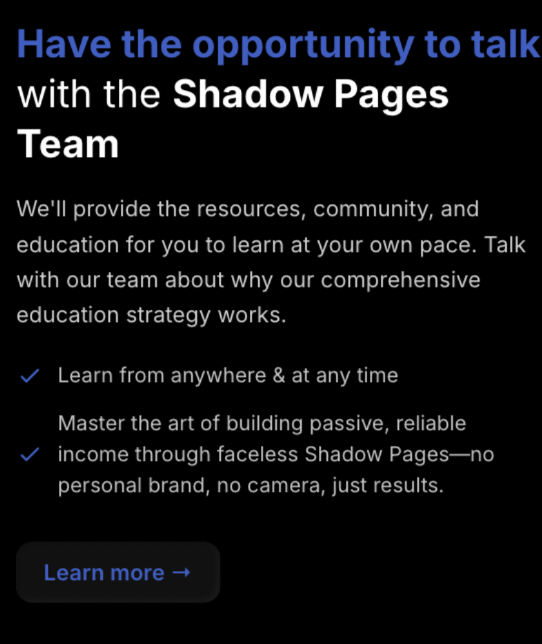 Have the opportunity to talk
with the Shadow Pages
Team
We'll provide the resources, community, and
education for you to learn at your own pace. Talk
with our team about why our comprehensive
education strategy works.
Learn from anywhere & at any time
Master the art of building passive, reliable
income through faceless Shadow Pages—no
personal brand, no camera, just results.
Learn more →